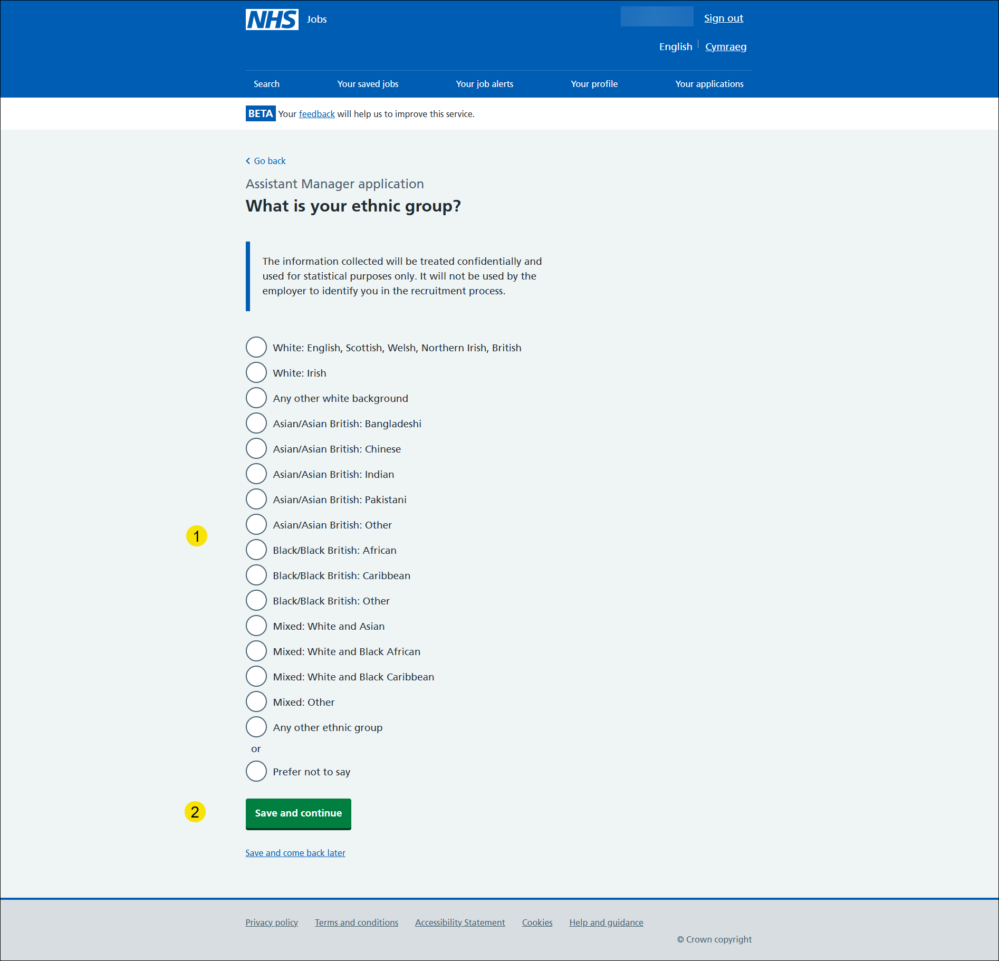 NHS Jobs
Sign out
English Cymraeg
Search Your saved jobs Your job alerts Your profile Your applications
BETA Your feedback will help us to improve this service.
Go back
Assistant Manager application
What is your ethnic group?
The information collected will be treated confidentially and
used for statistical purposes only. It will not be used by the
employer to identify you in the recruitment process.
White: English, Scottish, Welsh, Northern Irish, British
White: Irish
Any other white background
Asian/Asian British: Bangladeshi
Asian/Asian British: Chinese
Asian/Asian British: Indian
Asian/Asian British: Pakistani
Asian/Asian British: Other
1
Black/Black British: African
Black/Black British: Caribbean
Black/Black British: Other
Mixed: White and Asian
Mixed: White and Black African
Mixed: White and Black Caribbean
Mixed: Other
Any other ethnic group
or
Prefer not to say
2 Save and continue
Save and come back later
Privacy policy Terms and conditions Accessibility Statement Cookies Help and guidance
© Crown copyright